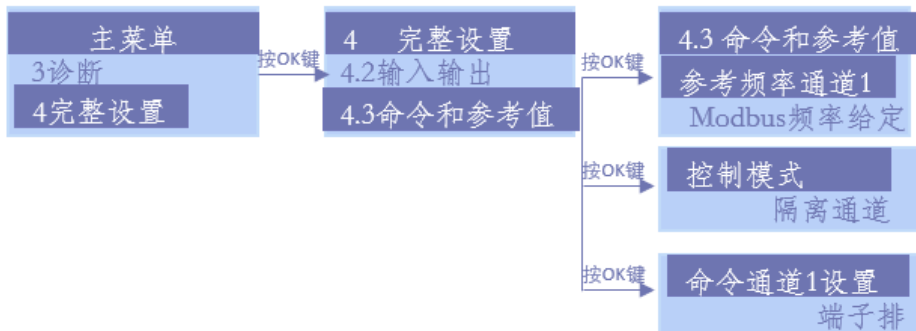 主菜单
3诊断
4完整设置
按OK键
4 完整设置
4.2输入输出
4.3命令和参考值
按OK键
4.3 命令和参考值
参考频率通道1
Modbus频率给定
按OK键
控制模式
隔离通道
按OK键
命令通道1设置
端子排